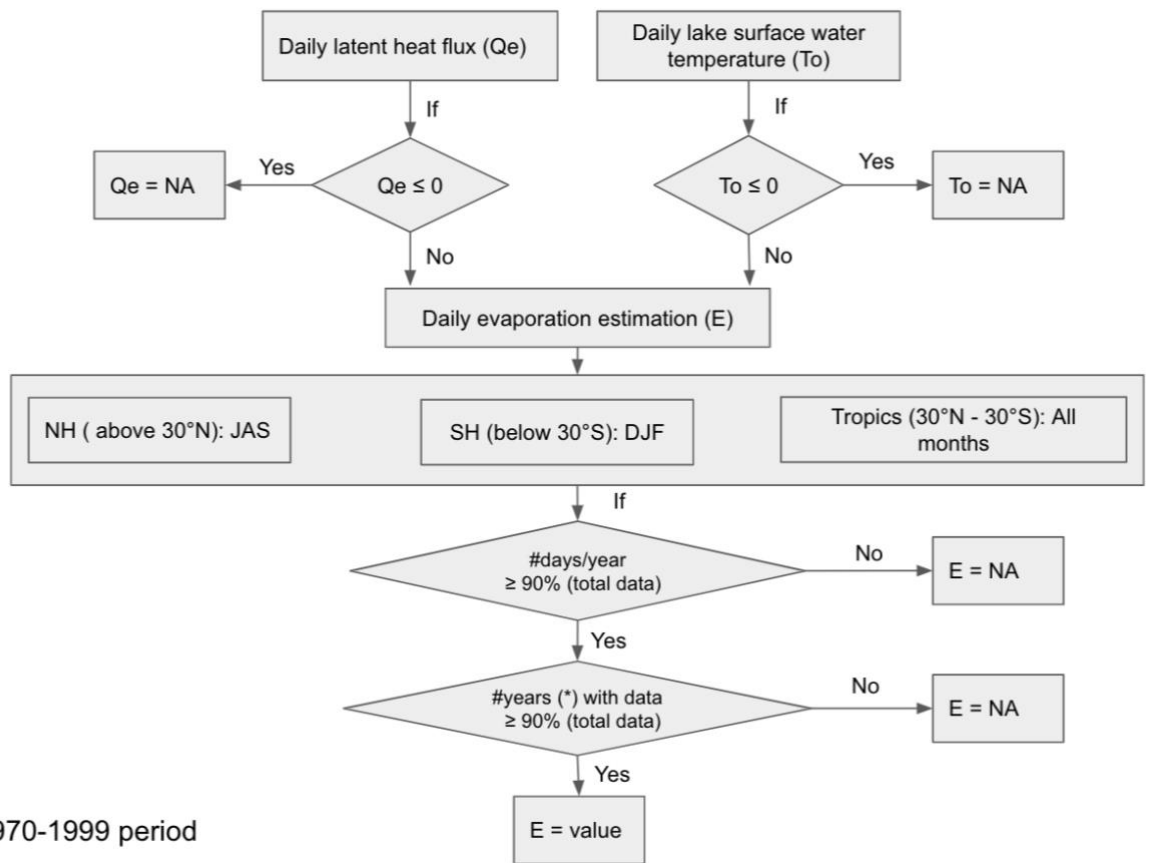 Daily latent heat flux (Qe)
Daily lake surface water
temperature (To)
If
If
Qe = NA
Yes
Qe ≤ 0
To ≤ 0
Yes
To = NA
No
No
Daily evaporation estimation (E)
NH ( above 30°N): JAS
SH (below 30°S): DJF
Tropics (30°N - 30°S): All
months
If
#days/year
≥ 90% (total data)
No
E = NA
Yes
#years (*) with data
≥ 90% (total data)
No
E = NA
Yes
E = value
970-1999 period